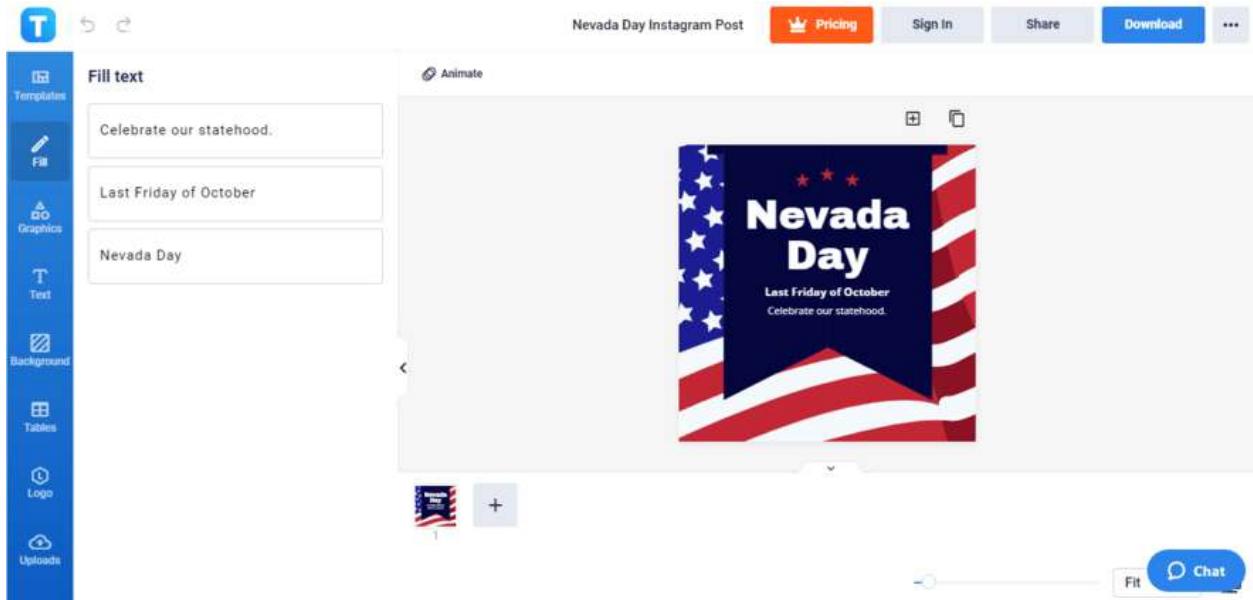 T
Nevada Day Instagram Post
Pricing
Sign In
Share
Download
Templates
Fill
Graphics
Text
Background
Tables
Logo
Uploads
Fill text
Celebrate our statehood.
Last Friday of October
Nevada Day
Animate
Nevada
Day
Last Friday of October
Celebrate our statehood.
Nevada
Day
1
Fit
Chat